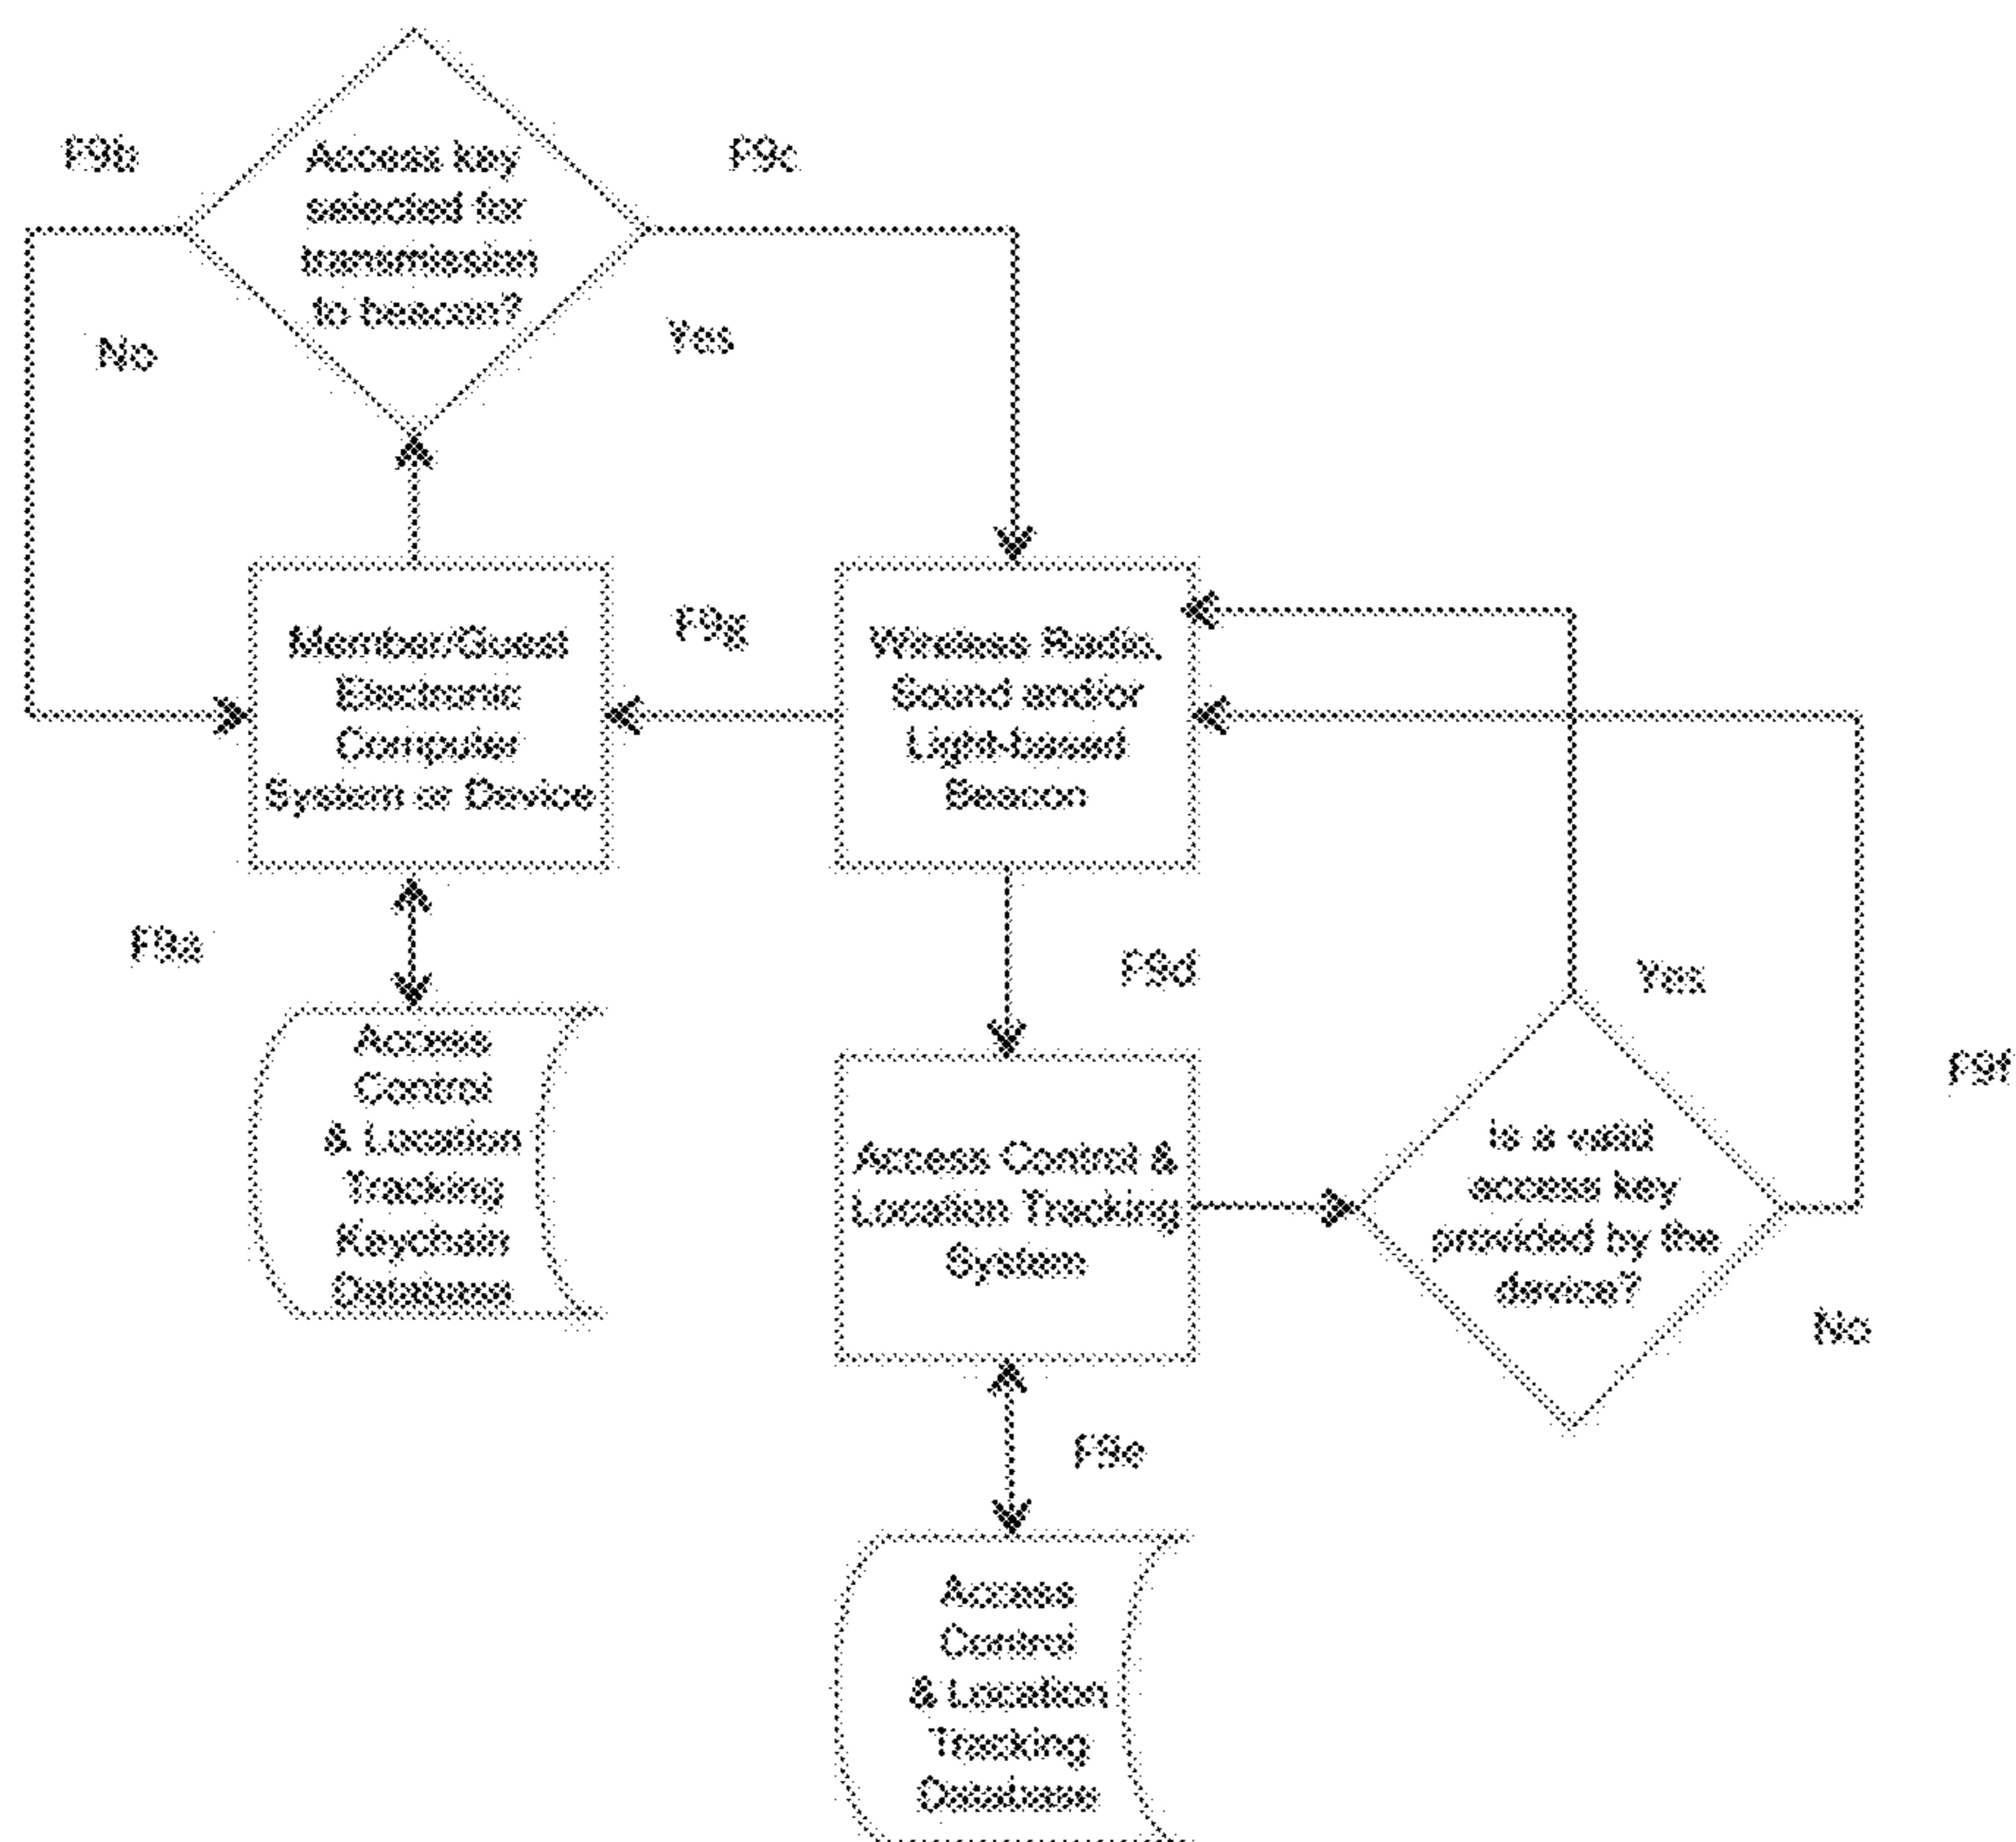 F9b
F9c
Access key
selected for
transmission
to beacon?
No
Yes
Member/Guest
Electronic
Computer
System or Device
F9g
Wireless Radio,
Sound and/or
Light-based
Beacon
F9a
F9d
Yes
F9f
Access
Control
& Location
Tracking
Keychain
Database
Access Control &
Location Tracking
System
Is a valid
access key
provided by the
device?
No
F9e
Access
Control
& Location
Tracking
Database